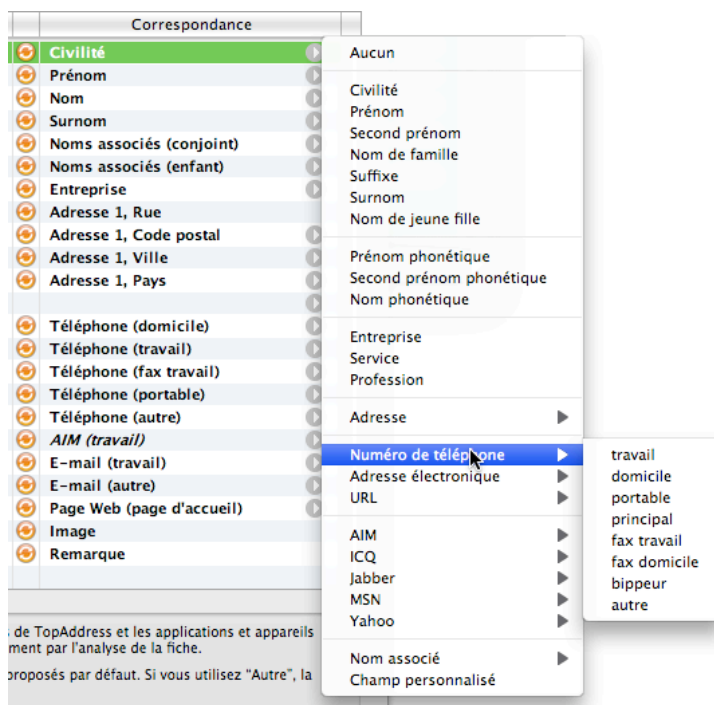 Correspondance
Civilité
Prénom
Nom
Surnom
Noms associés (conjoint)
Noms associés (enfant)
Entreprise
Adresse 1, Rue
Adresse 1, Code postal
Adresse 1, Ville
Adresse 1, Pays
Téléphone (domicile)
Téléphone (travail)
Téléphone (fax travail)
Téléphone (portable)
Téléphone (autre)
AIM (travail)
E-mail (travail)
E-mail (autre)
Page Web (page d'accueil)
Image
Remarque
s de TopAddress et les applications et appareils
ment par l'analyse de la fiche.
proposés par défaut. Si vous utilisez "Autre", la
Aucun
Civilité
Prénom
Second prénom
Nom de famille
Suffixe
Surnom
Nom de jeune fille
Prénom phonétique
Second prénom phonétique
Nom phonétique
Entreprise
Service
Profession
Adresse
Numéro de téléphone
Adresse électronique
URL
AIM
ICQ
Jabber
MSN
Yahoo
Nom associé
Champ personnalisé
travail
domicile
portable
principal
fax travail
fax domicile
bippeur
autre